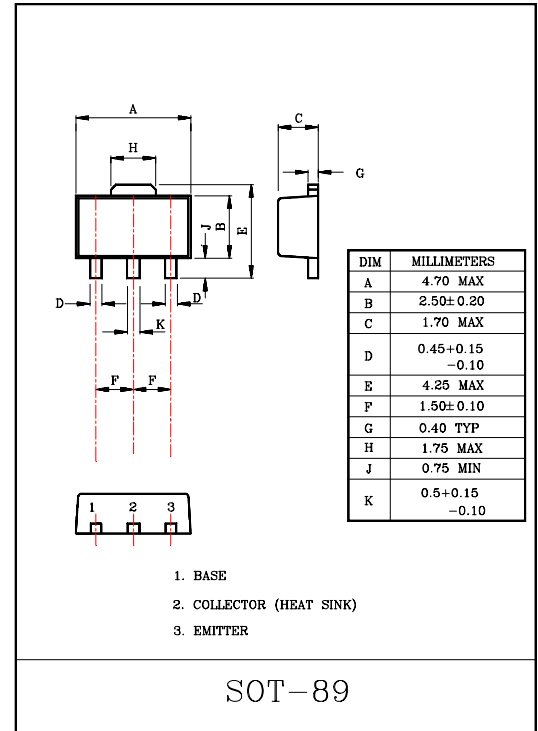 A
H
C
G
J
B
E
D
D
K
F
F
DIM MILLIMETERS
A 4.70 MAX
B 2.50±0.20
C 1.70 MAX
D 0.45+0.15
-0.10
E 4.25 MAX
F 1.50±0.10
G 0.40 TYP
H 1.75 MAX
J 0.75 MIN
K 0.5+0.15
-0.10
1 2 3
1. BASE
2. COLLECTOR (HEAT SINK)
3. EMITTER
SOT-89